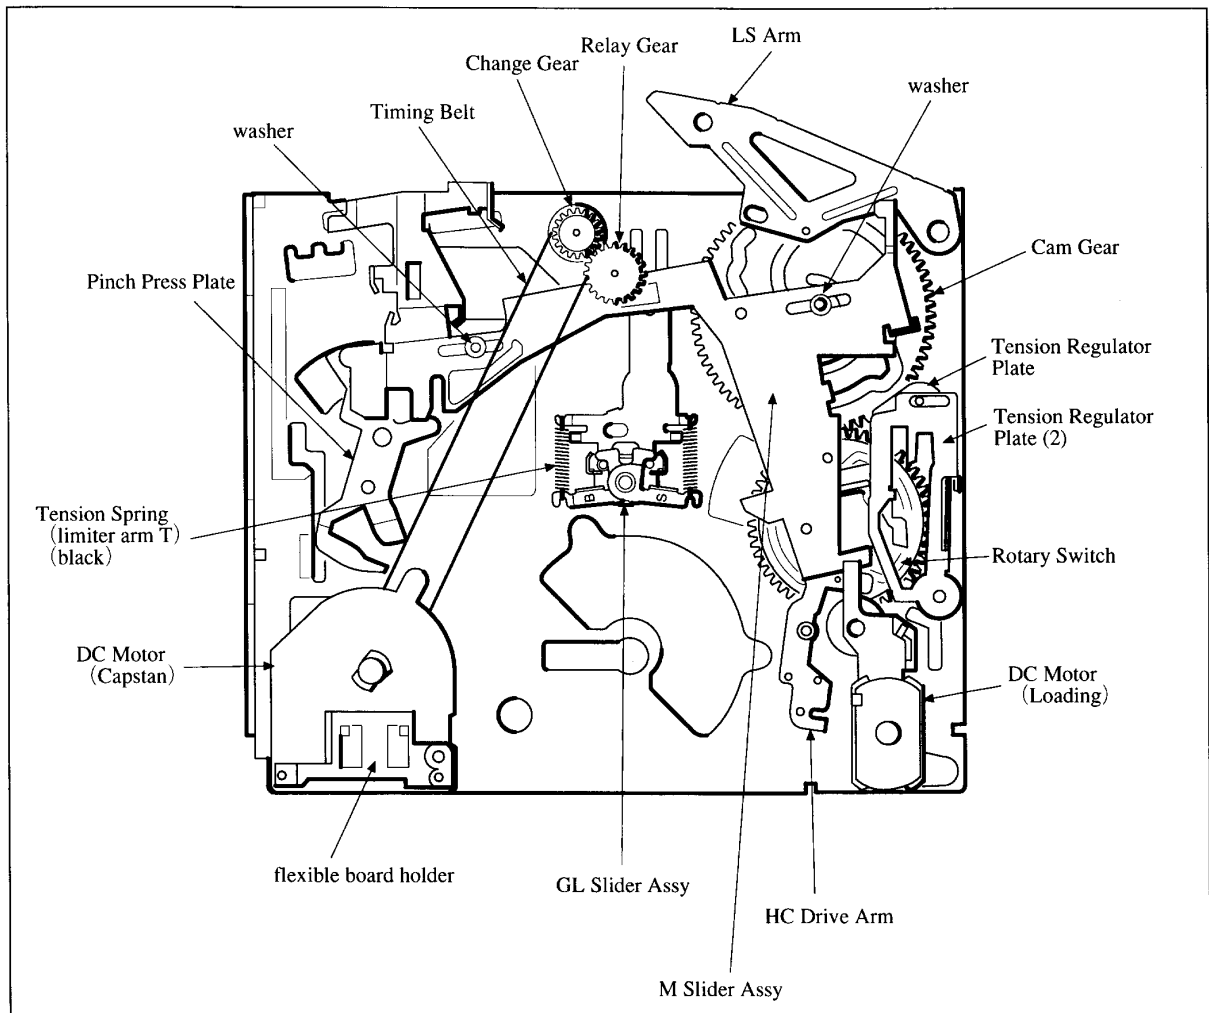 LS Arm
Relay Gear
Change Gear
washer
Timing Belt
washer
Cam Gear
Pinch Press Plate
Tension Regulator
Plate
Tension Regulator
Plate (2)
Tension Spring
(limiter arm T)
(black)
B
S
Rotary Switch
DC Motor
(Capstan)
DC Motor
(Loading)
flexible board holder
GL Slider Assy
HC Drive Arm
M Slider Assy